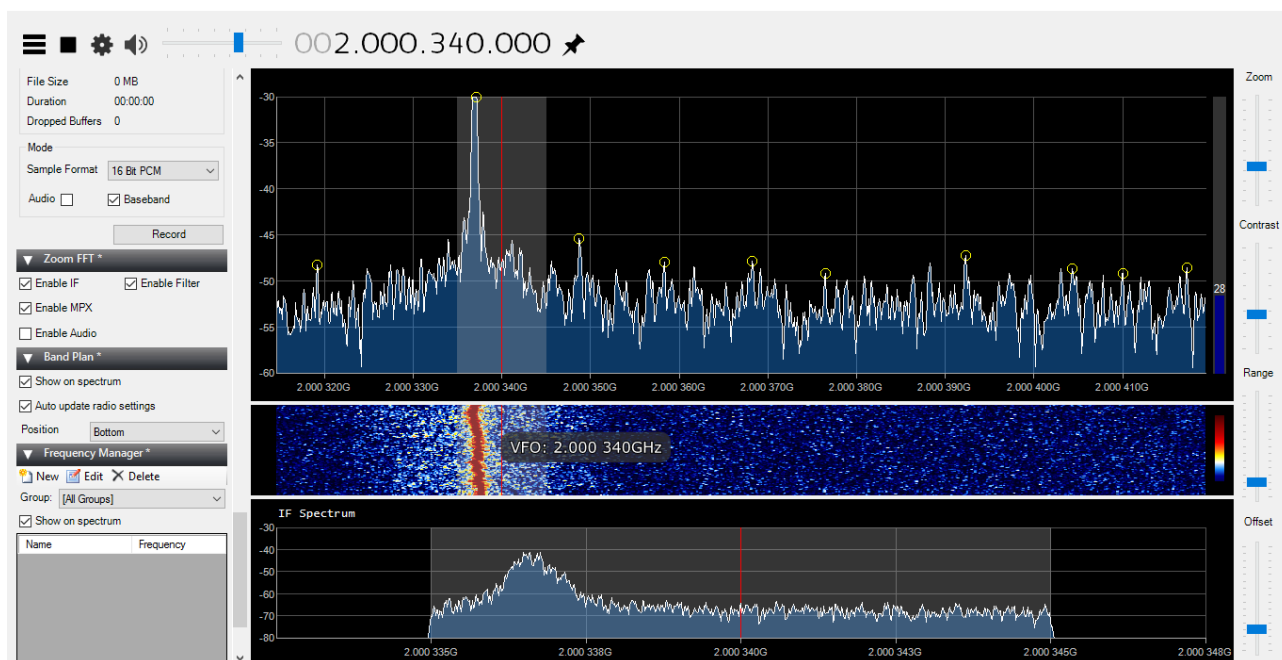 002.000.340.000
File Size 0 MB
Duration 00:00:00
Dropped Buffers 0
Mode
Sample Format 16 Bit PCM
Audio Baseband
Record
Zoom FFT *
Enable IF Enable Filter
Enable MPX
Enable Audio
Band Plan *
Show on spectrum
Auto update radio settings
Position Bottom
Frequency Manager *
New Edit Delete
Group: [All Groups]
Show on spectrum
Name Frequency
-30
-35
-40
-45
-50
-55
-60
2.000 320G 2.000 330G 2.000 340G 2.000 350G 2.000 360G 2.000 370G 2.000 380G 2.000 390G 2.000 400G 2.000 410G
28
VFO: 2.000 340GHz
IF Spectrum
-30
-40
-50
-60
-70
-80
2.000 335G 2.000 338G 2.000 340G 2.000 343G 2.000 345G 2.000 348G
Zoom
Contrast
Range
Offset